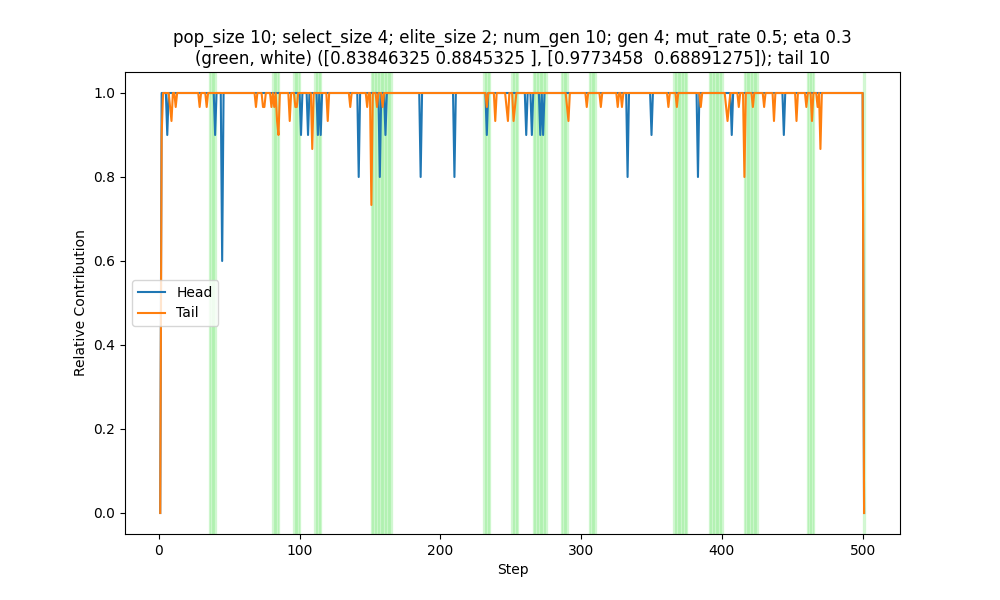 pop_size 10; select_size 4; elite_size 2; num_gen 10; gen 4; mut_rate 0.5; eta 0.3
(green, white) ([0.83846325 0.8845325 ], [0.9773458  0.68891275]); tail 10
1.0
0.8
0.6
0.4
0.2
0.0
Relative Contribution
Head
Tail
0 100 200 300 400 500
Step